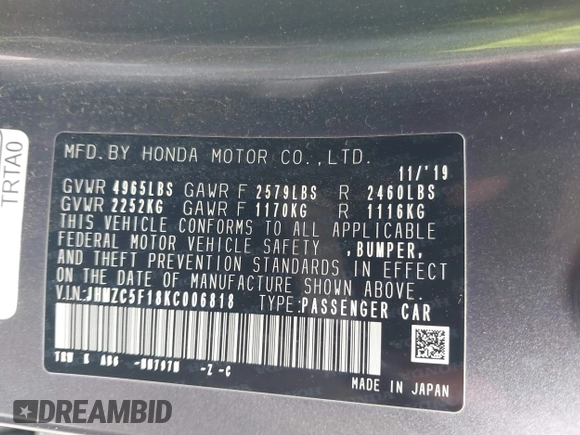 TRTA0
MFD.BY HONDA MOTOR CO.,LTD.
11/'19
GVWR 4965LBS GAWR F 2579LBS R 2460LBS
GVWR 2252KG GAWR F 1170KG R 1116KG
THIS VEHICLE CONFORMS TO ALL APPLICABLE
FEDERAL MOTOR VEHICLE SAFETY ,BUMPER,
AND THEFT PREVENTION STANDARDS IN EFFECT
ON THE DATE OF MANUFACTURE SHOWN ABOVE.
V.I.N:JHMZC5F18KC006818 TYPE:PASSENGER CAR
-Z -C
MADE IN JAPAN
DREAMBID